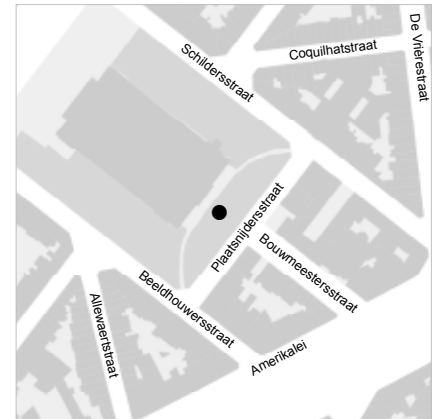 De Vrièrestraat
Coquilhatstraat
Schildersstraat
Plaatsnijdersstraat
Bouwmeestersstraat
Beeldhouwersstraat
Allewaertstraat
Amerikalei